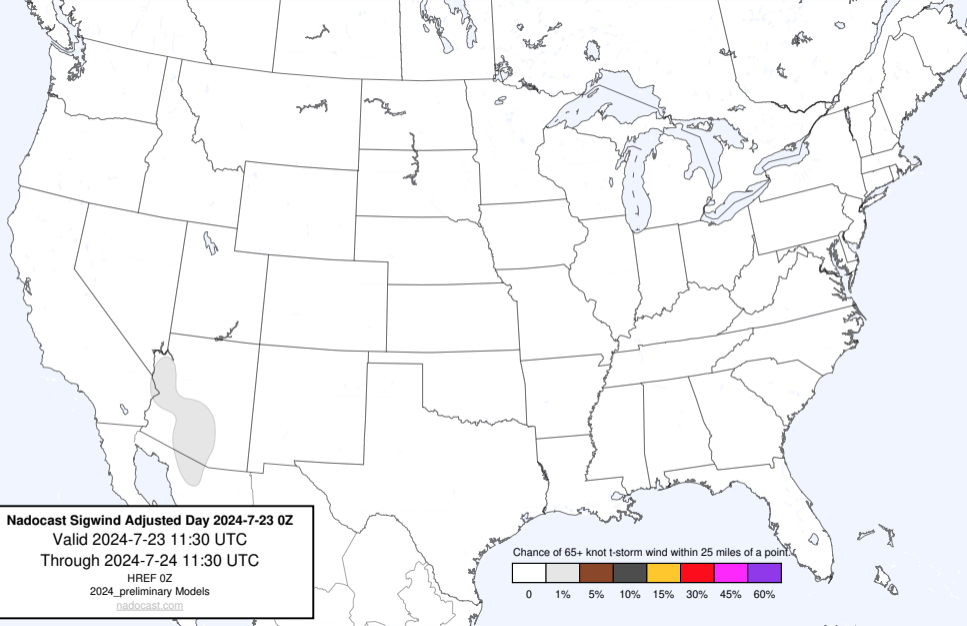 Nadocast Sigwind Adjusted Day 2024-7-23 0Z
Valid 2024-7-23 11:30 UTC
Through 2024-7-24 11:30 UTC
HREF 0Z
2024_preliminary Models
nadocast.com
Chance of 65+ knot t-storm wind within 25 miles of a point.
0 1% 5% 10% 15% 30% 45% 60%